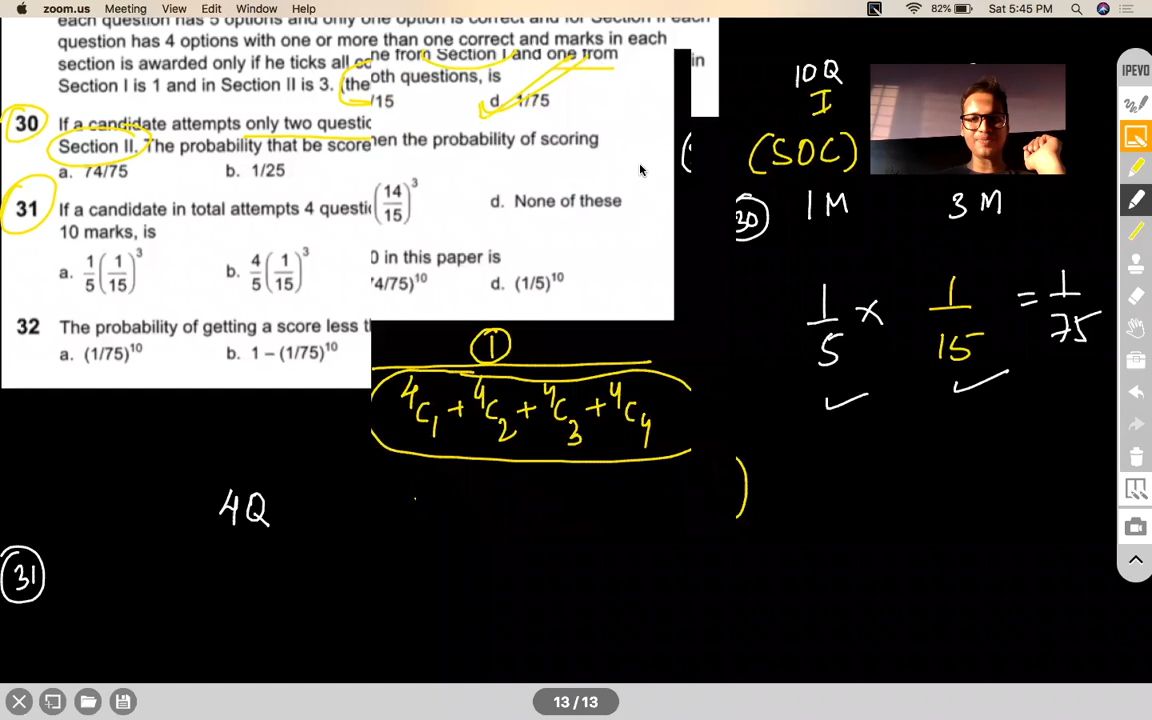 zoom.us Meeting View Edit Window Help 82% Sat 5:45 PM
each question has 5 options and only one option is correct and for Section II each
question has 4 options with one or more than one correct and marks in each
section is awarded only if he ticks all
ne from Section I and one from
in
Section I is 1 and in Section II is 3. (the
oth questions, is
/15 d. 1/75
30 If a candidate attempts only two questic
Section II. The probability that be score
hen the probability of scoring
a. 74/75 b. 1/25
(14/15)^3 d. None of these
31 If a candidate in total attempts 4 questi
10 marks, is
a. 1/5 (1/15)^3 b. 4/5 (1/15)^3
0 in this paper is
4/75)^10 d. (1/5)^10
32 The probability of getting a score less t
a. (1/75)^10 b. 1 – (1/75)^10
10Q
I
(SOC)
30 1M 3M
1/5 × 1/15 = 1/75
1
4C1 + 4C2 + 4C3 + 4C4
)
4Q
31
IPEVO
13 / 13